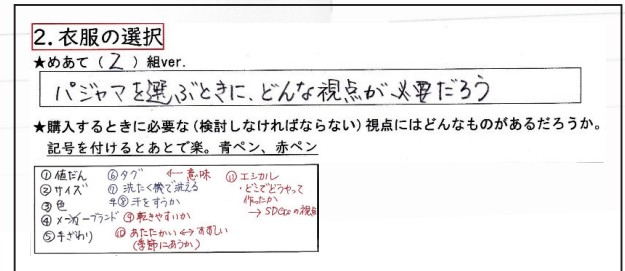 2. 衣服の選択
★めあて ( 2 ) 組ver.
パジャマを選ぶときに、どんな視点が必要だろう
★購入するときに必要な(検討しなければならない)視点にはどんなものがあるだろうか。
記号を付けるとあとで楽。青ペン、赤ペン
① 値だん
② サイズ
③ 色
④ メーカーブランド
⑤ 手ざわり
⑥ タグ ← 意味
⑦ 洗たく機で洗える
⑧ 汗をすうか
⑨ 乾きやすいか
⑩ あたたかい ↔ すずしい
(季節にあうか)
⑪ エシカル
・どこでどうやって
作ったか
→ SDGsの視点